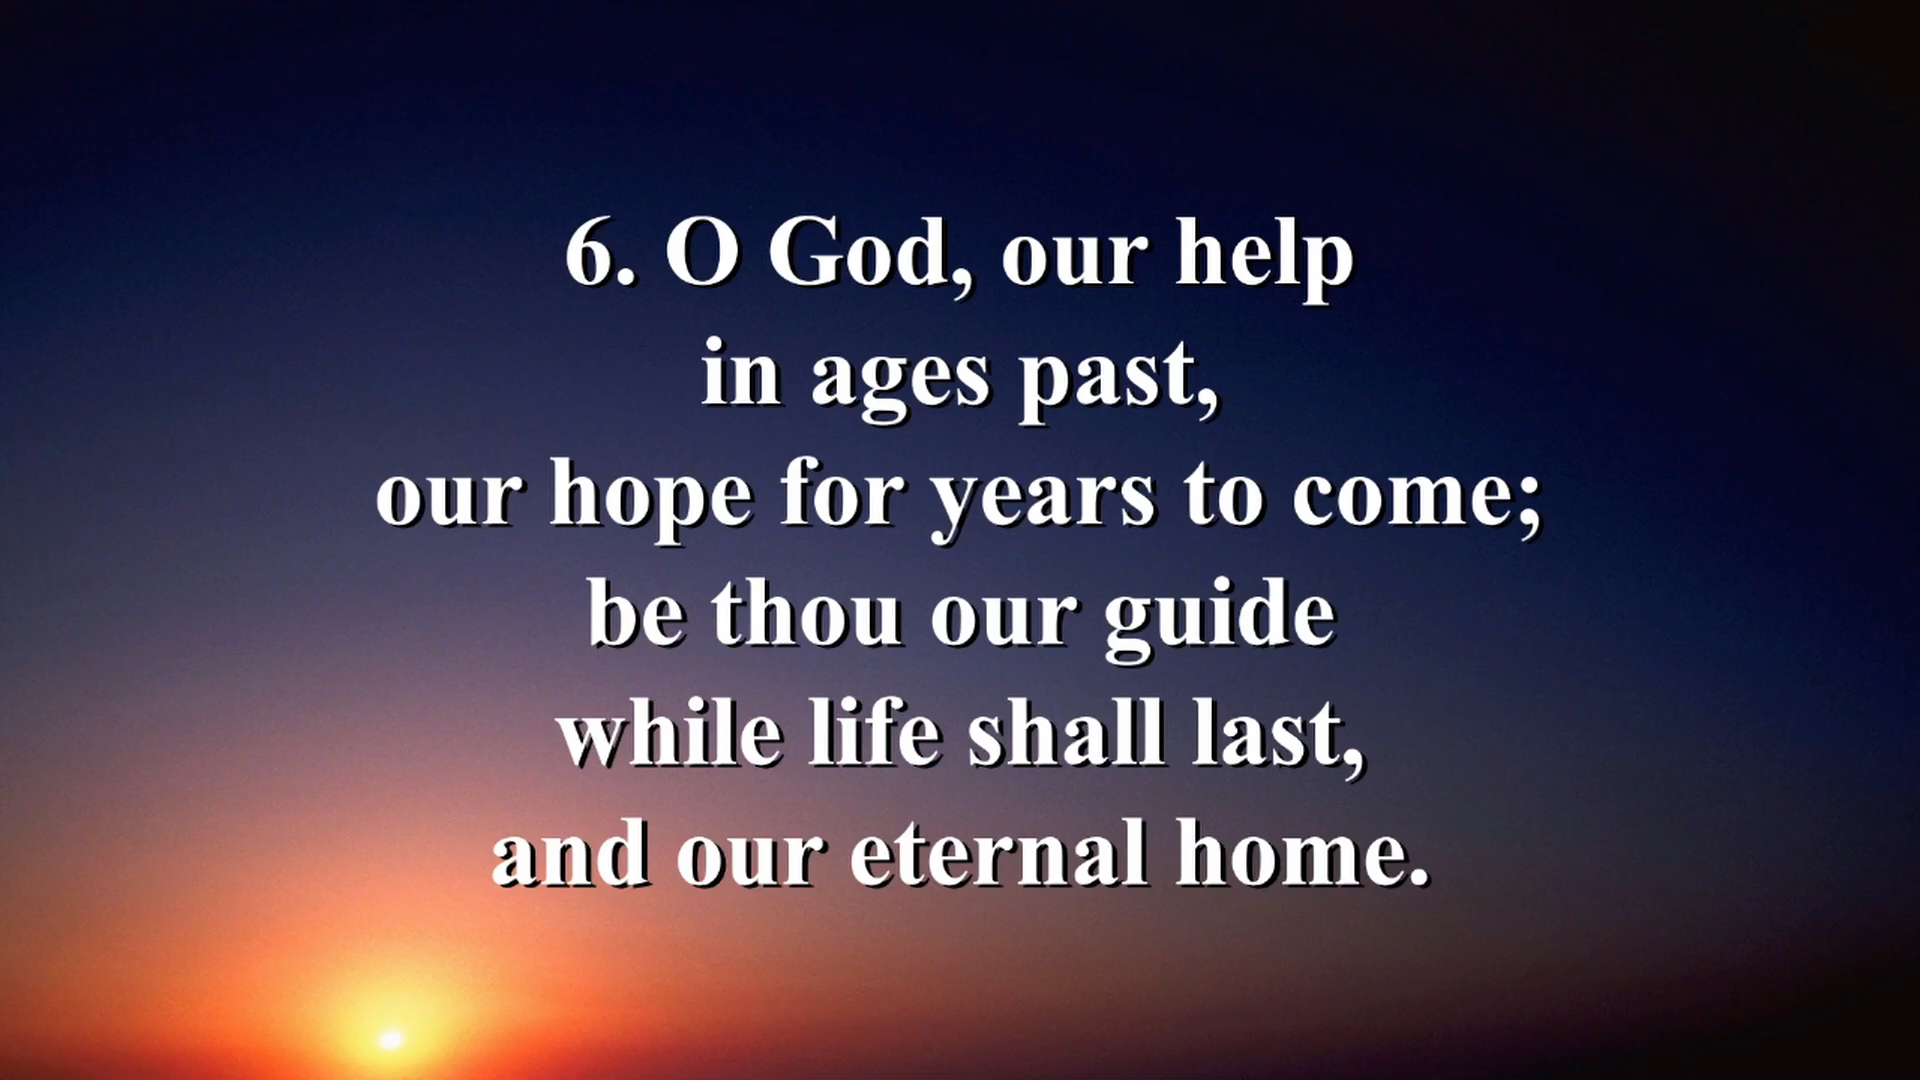 6. O God, our help
in ages past,
our hope for years to come;
be thou our guide
while life shall last,
and our eternal home.